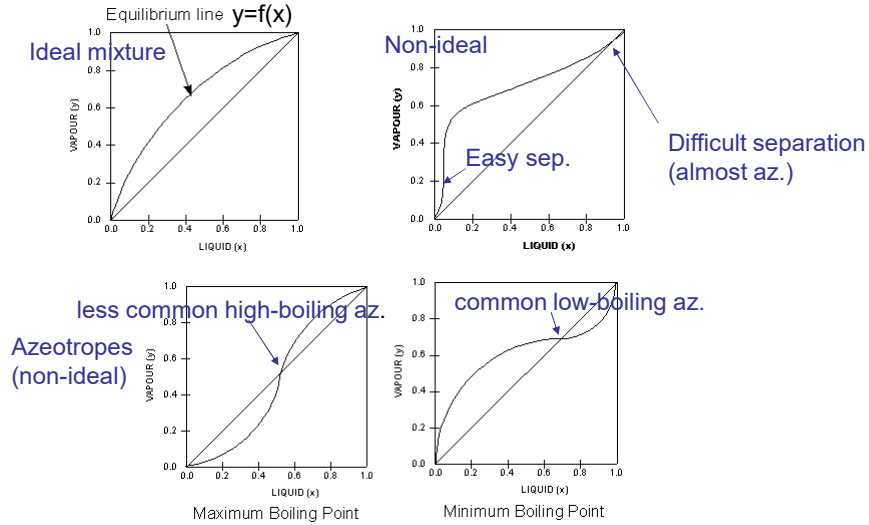 Equilibrium line y=f(x)
Ideal mixture
1.0
0.8
0.6
0.4
0.2
0.0
VAPOUR (y)
0.0 0.2 0.4 0.6 0.8 1.0
LIQUID (x)
Non-ideal
1.0
0.8
0.6
0.4
0.2
0.0
VAPOUR (y)
Easy sep.
Difficult separation
(almost az.)
0.0 0.2 0.4 0.6 0.8 1.0
LIQUID (x)
less common high-boiling az.
Azeotropes
(non-ideal)
1.0
0.8
0.6
0.4
0.2
0.0
VAPOUR (y)
0.0 0.2 0.4 0.6 0.8 1.0
LIQUID (x)
Maximum Boiling Point
common low-boiling az.
1.0
0.8
0.6
0.4
0.2
0.0
VAPOUR (y)
0.0 0.2 0.4 0.6 0.8 1.0
LIQUID (x)
Minimum Boiling Point